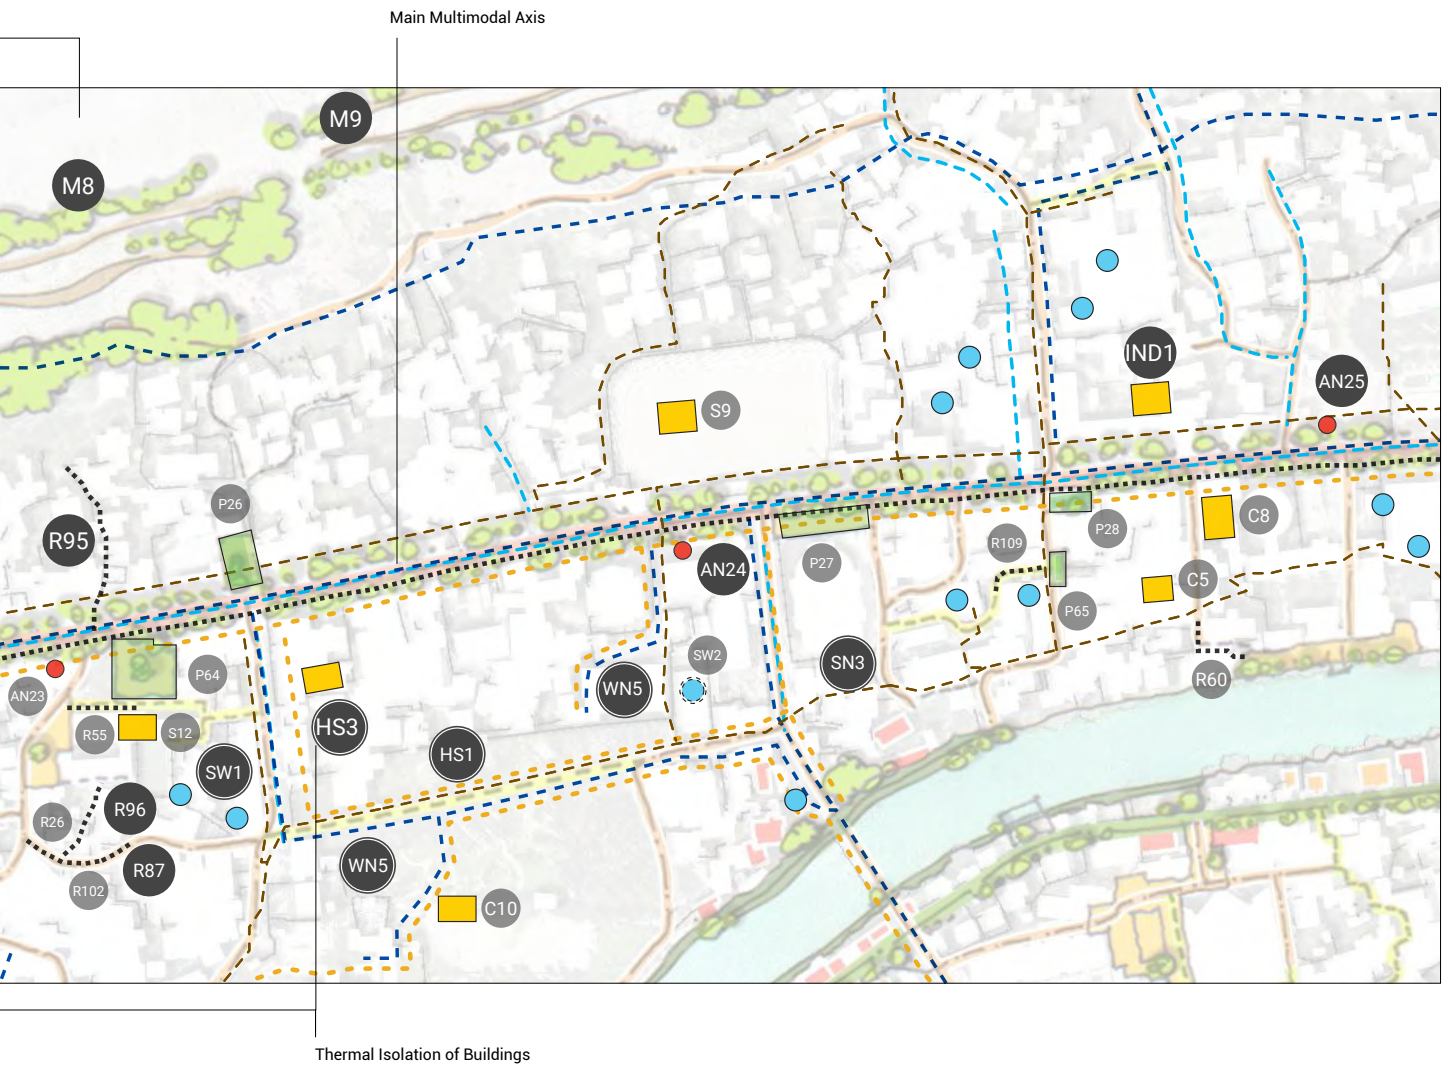 Main Multimodal Axis
M9
M8
IND1
AN25
S9
P26
C8
P28
R95
R109
P27
AN24
C5
P65
SW2
SN3
P64
R60
WN5
AN23
HS3
S12
R55
HS1
SW1
R96
R26
WN5
R87
R102
C10
Thermal Isolation of Buildings